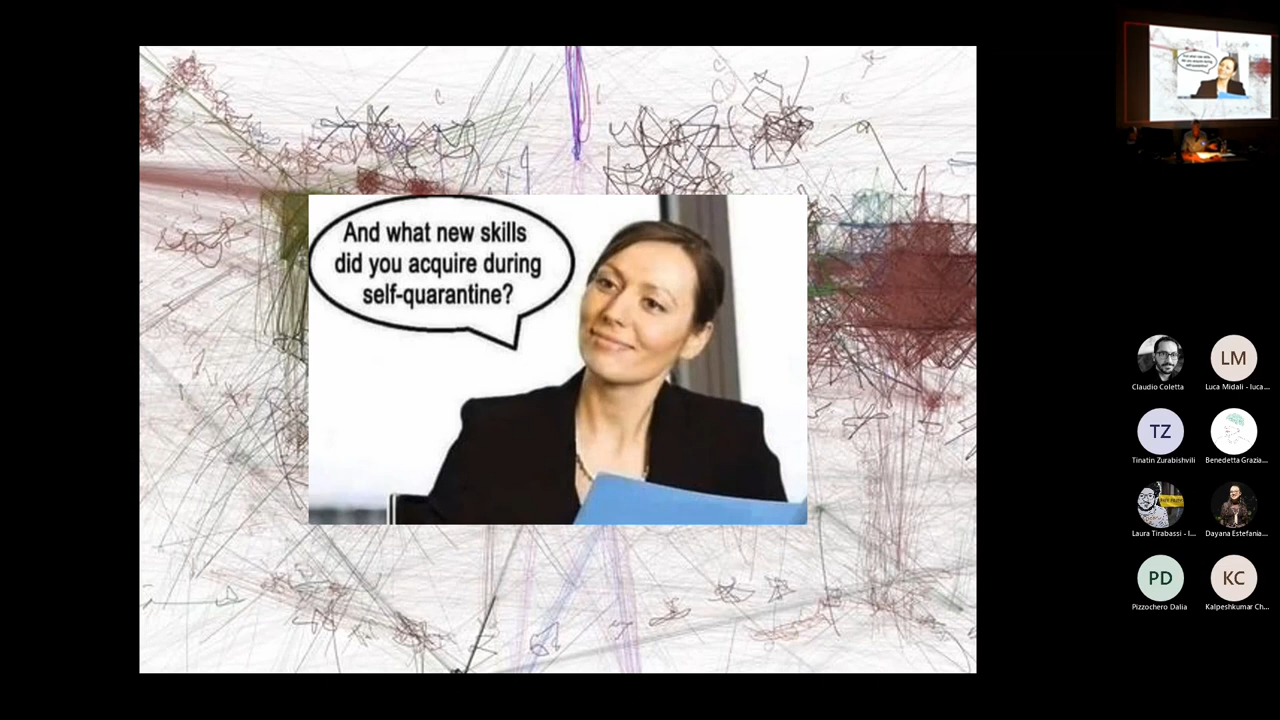 And what new skills
did you acquire during
self-quarantine?
Claudio Coletta
LM
Luca Midali - luca...
TZ
Tinatin Zurabishvili
Benedetta Grazia...
Laura Tirabassi - l...
Dayana Estefania...
PD
Pizzochero Dalia
KC
Kalpeshkumar Ch...